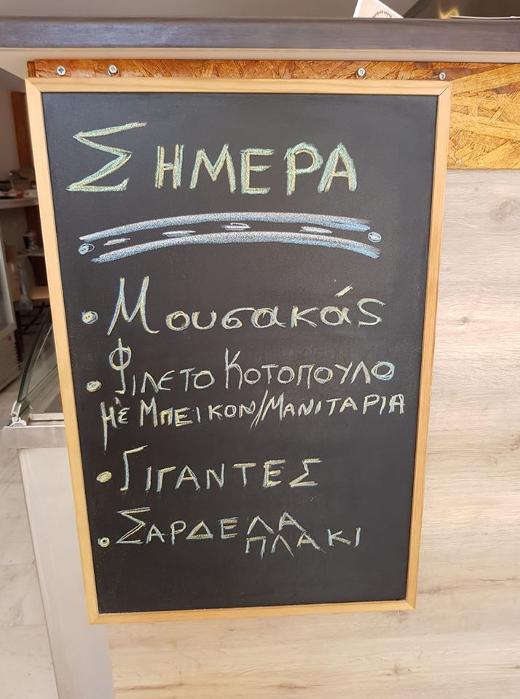 ΣΗΜΕΡΑ
• Μουσακάς
• ΦΙΛΕΤΟ ΚΟΤΟΠΟΥΛΟ
ΜΕ ΜΠΕΙΚΟΝ/ΜΑΝΙΤΑΡΙΑ
• ΓΙΓΑΝΤΕΣ
• ΣΑΡΔΕΛΑ
ΠΛΑΚΙ